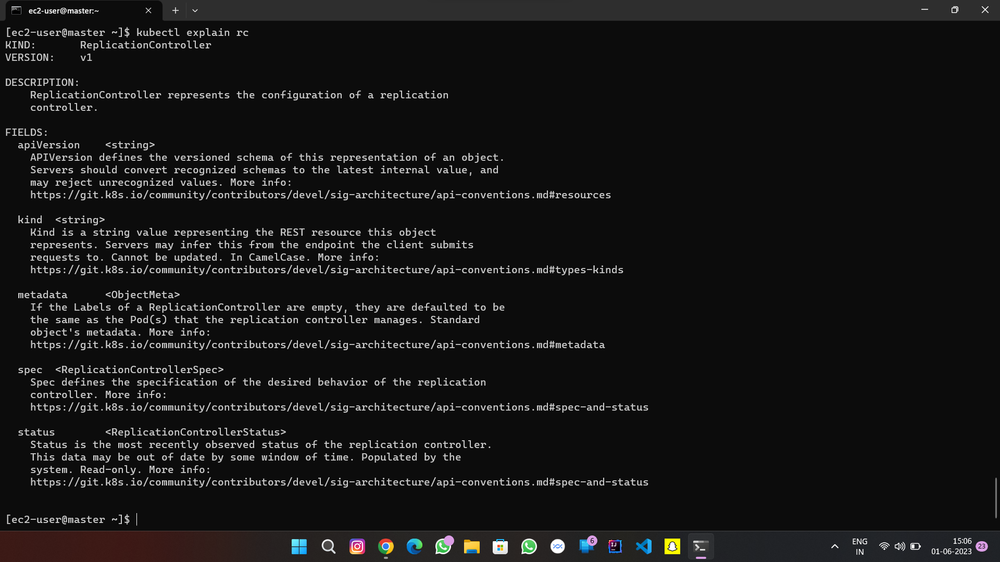 ec2-user@master:~
[ec2-user@master ~]$ kubectl explain rc
KIND:       ReplicationController
VERSION:    v1
DESCRIPTION:
    ReplicationController represents the configuration of a replication
    controller.
FIELDS:
  apiVersion    <string>
    APIVersion defines the versioned schema of this representation of an object.
    Servers should convert recognized schemas to the latest internal value, and
    may reject unrecognized values. More info:
    https://git.k8s.io/community/contributors/devel/sig-architecture/api-conventions.md#resources
  kind  <string>
    Kind is a string value representing the REST resource this object
    represents. Servers may infer this from the endpoint the client submits
    requests to. Cannot be updated. In CamelCase. More info:
    https://git.k8s.io/community/contributors/devel/sig-architecture/api-conventions.md#types-kinds
  metadata      <ObjectMeta>
    If the Labels of a ReplicationController are empty, they are defaulted to be
    the same as the Pod(s) that the replication controller manages. Standard
    object's metadata. More info:
    https://git.k8s.io/community/contributors/devel/sig-architecture/api-conventions.md#metadata
  spec  <ReplicationControllerSpec>
    Spec defines the specification of the desired behavior of the replication
    controller. More info:
    https://git.k8s.io/community/contributors/devel/sig-architecture/api-conventions.md#spec-and-status
  status        <ReplicationControllerStatus>
    Status is the most recently observed status of the replication controller.
    This data may be out of date by some window of time. Populated by the
    system. Read-only. More info:
    https://git.k8s.io/community/contributors/devel/sig-architecture/api-conventions.md#spec-and-status
[ec2-user@master ~]$
6
IJ
ENG
IN
15:06
01-06-2023
23